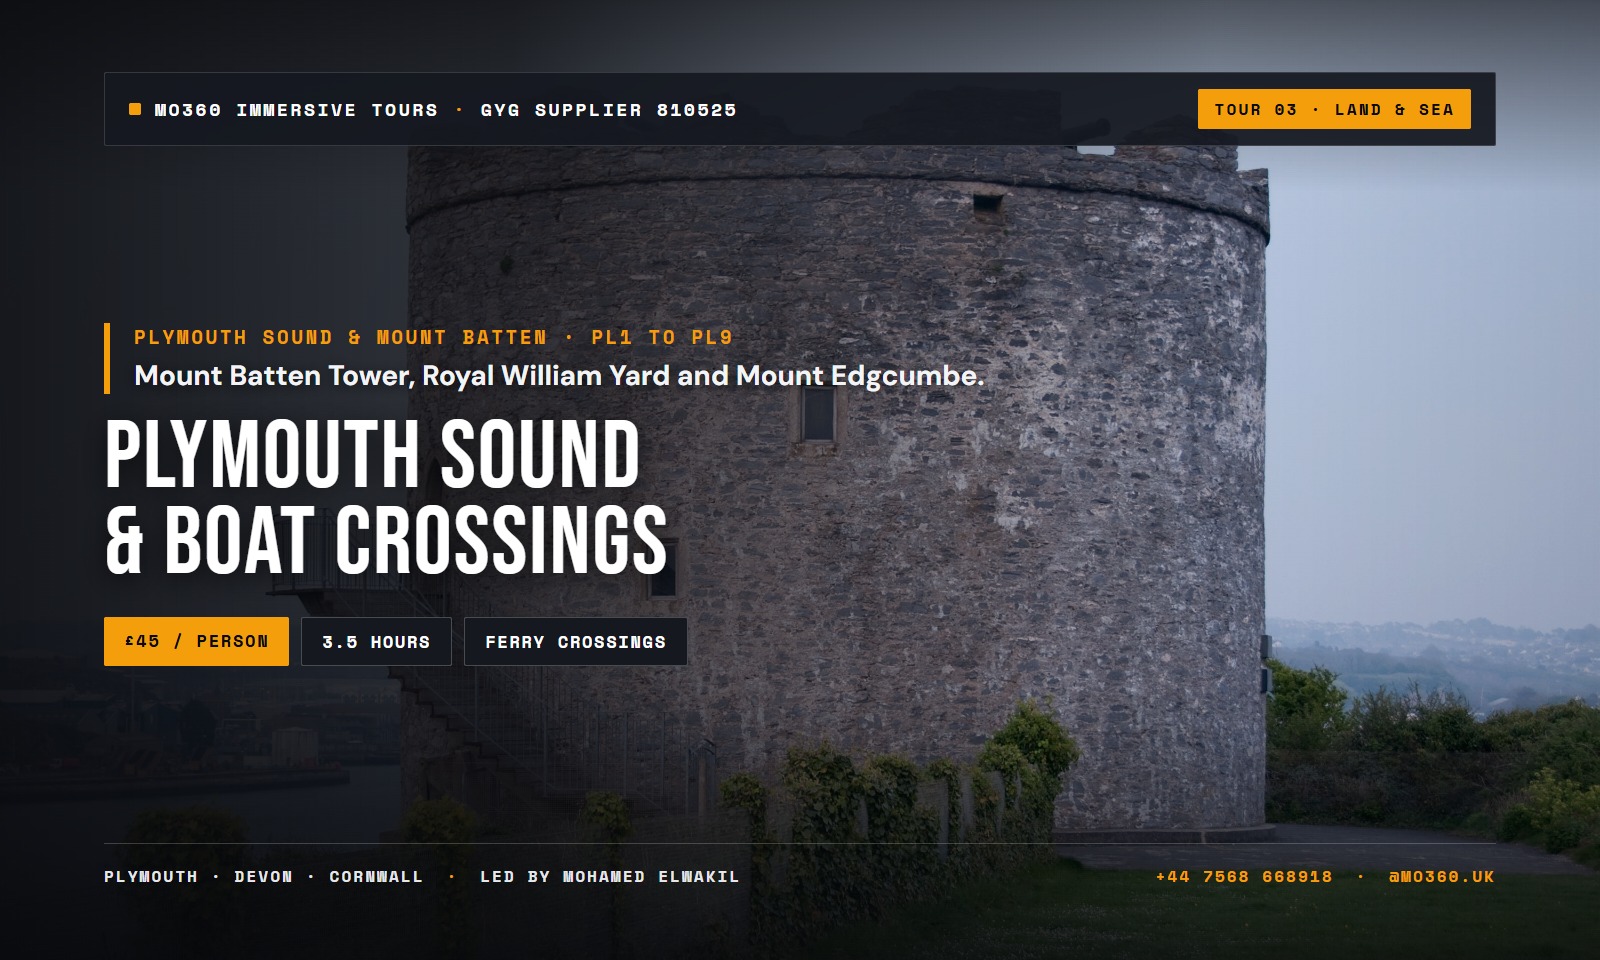 MO360 IMMERSIVE TOURS · GYG SUPPLIER 810525
TOUR 03 · LAND & SEA
PLYMOUTH SOUND & MOUNT BATTEN · PL1 TO PL9
Mount Batten Tower, Royal William Yard and Mount Edgcumbe.
PLYMOUTH SOUND
& BOAT CROSSINGS
£45 / PERSON
3.5 HOURS
FERRY CROSSINGS
PLYMOUTH · DEVON · CORNWALL · LED BY MOHAMED ELWAKIL
+44 7568 668918 · @MO360.UK